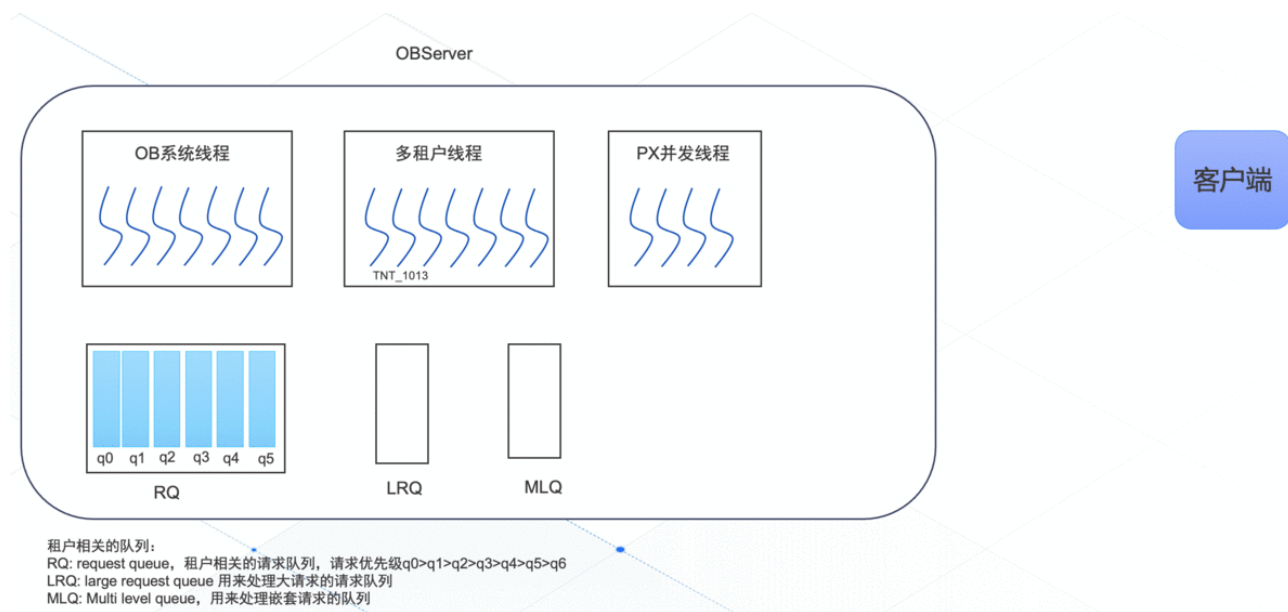 OBServer
OB系统线程
多租户线程
PX并发线程
客户端
TNT_1013
q0 q1 q2 q3 q4 q5
RQ
LRQ
MLQ
租户相关的队列：
RQ: request queue，租户相关的请求队列，请求优先级q0>q1>q2>q3>q4>q5>q6
LRQ: large request queue 用来处理大请求的请求队列
MLQ: Multi level queue，用来处理嵌套请求的队列